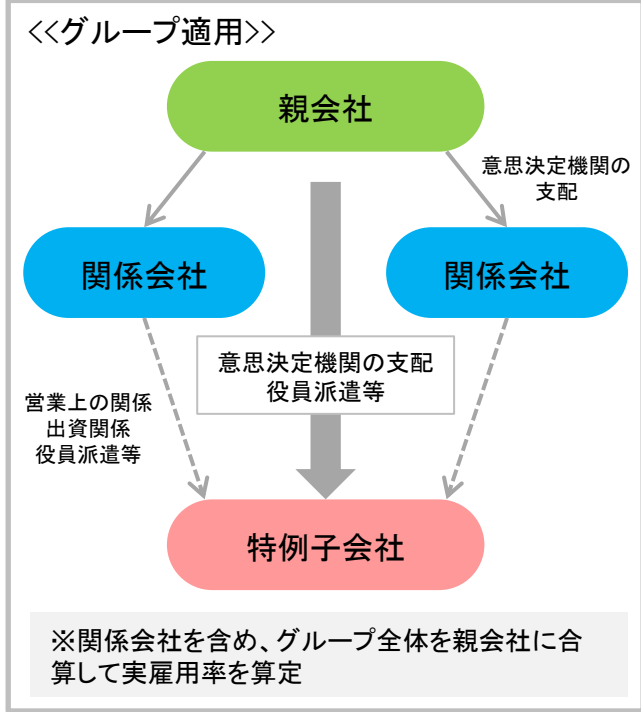 <<グループ適用>>
親会社
意思決定機関の
支配
関係会社
関係会社
意思決定機関の支配
役員派遣等
営業上の関係
出資関係
役員派遣等
特例子会社
※関係会社を含め、グループ全体を親会社に合
算して実雇用率を算定